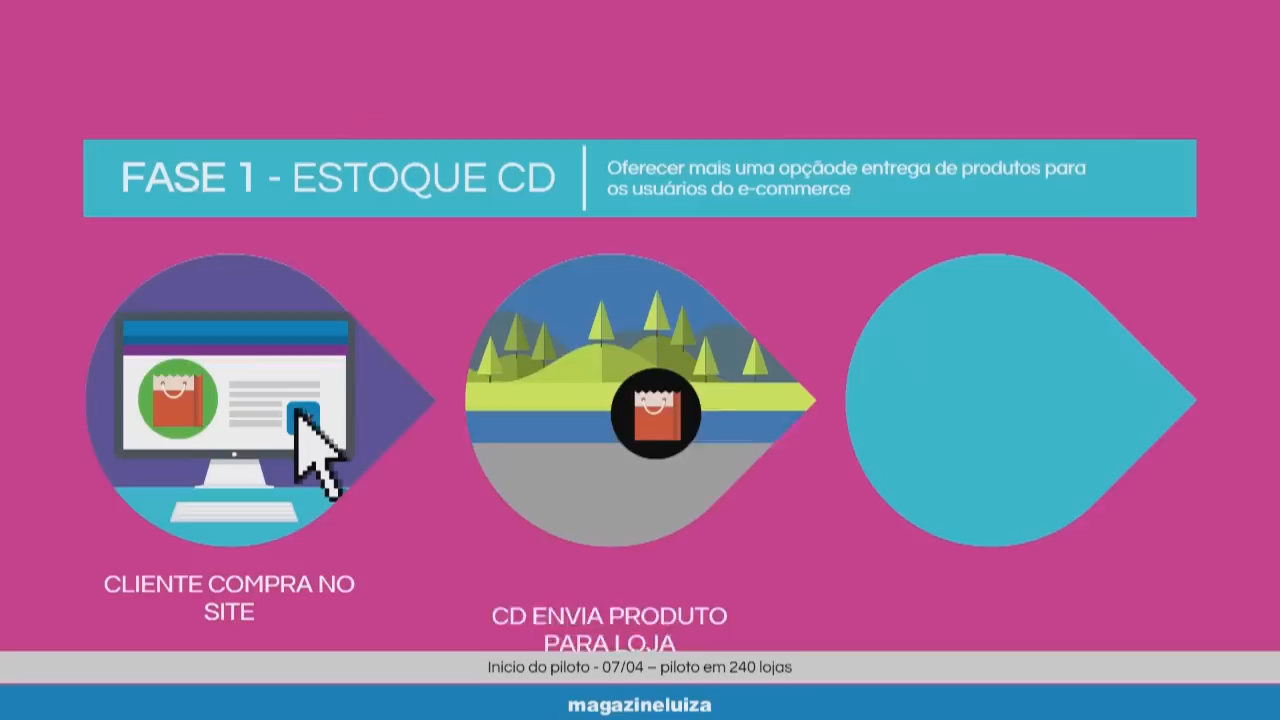 FASE 1 - ESTOQUE CD
Oferecer mais uma opçãode entrega de produtos para
os usuários do e-commerce
CLIENTE COMPRA NO
SITE
CD ENVIA PRODUTO
PARA LOJA
Inicio do piloto - 07/04 – piloto em 240 lojas
magazineluiza